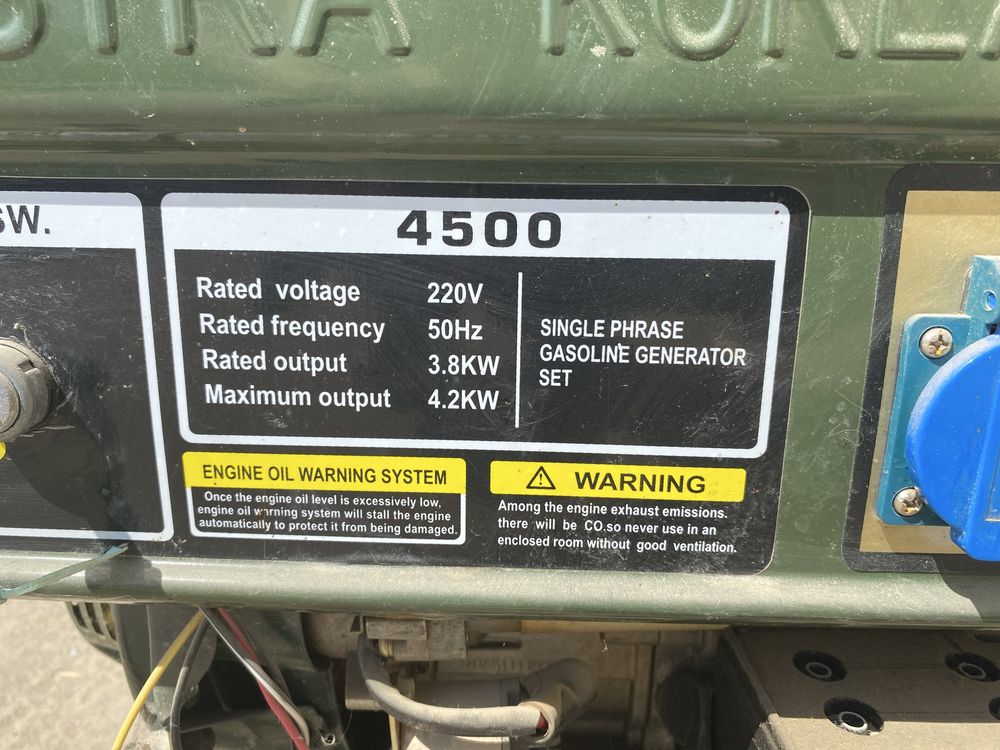 STRA KOREA
SW.
4500
Rated voltage 220V
Rated frequency 50Hz
Rated output 3.8KW
Maximum output 4.2KW
SINGLE PHRASE
GASOLINE GENERATOR
SET
ENGINE OIL WARNING SYSTEM
Once the engine oil level is excessively low,
engine oil warning system will stall the engine
automatically to protect it from being damaged.
WARNING
Among the engine exhaust emissions.
there will be CO.so never use in an
enclosed room without good ventilation.